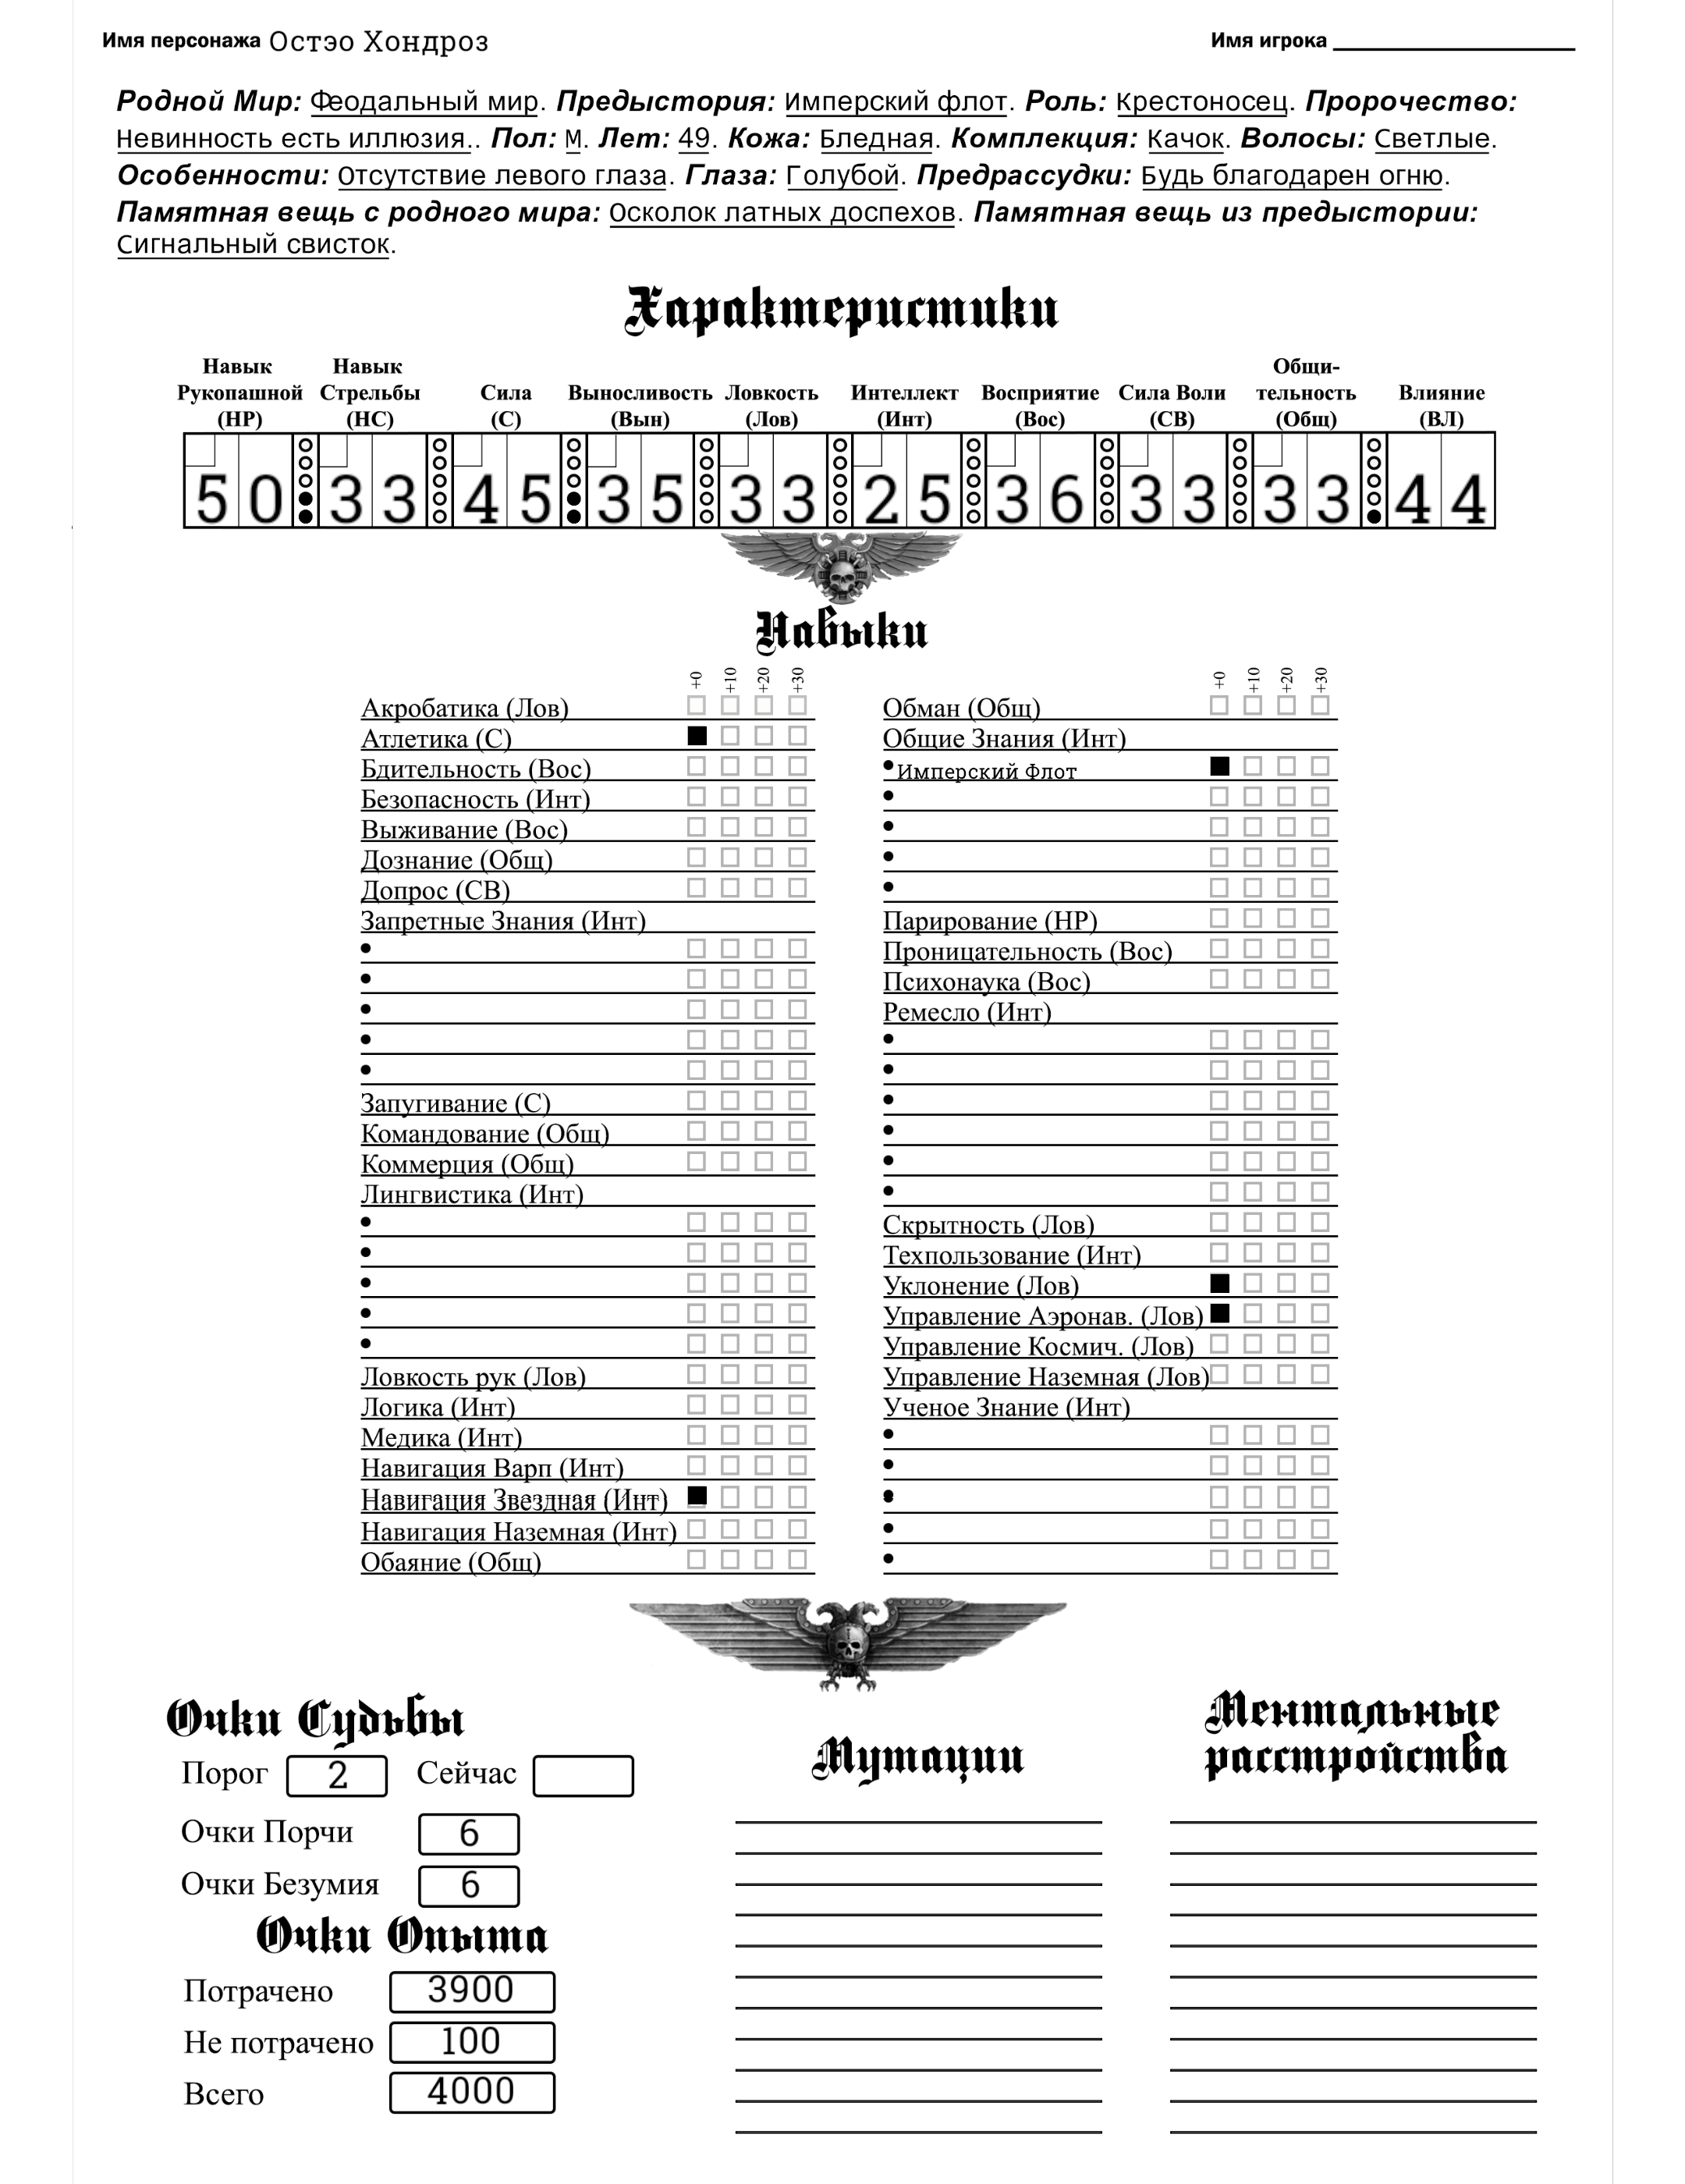 Имя персонажа Остэо Хондроз Имя игрока
Родной Мир: Феодальный мир. Предыстория: Имперский флот. Роль: Крестоносец. Пророчество:
Невинность есть иллюзия.. Пол: М. Лет: 49. Кожа: Бледная. Комплекция: Качок. Волосы: Светлые.
Особенности: Отсутствие левого глаза. Глаза: Голубой. Предрассудки: Будь благодарен огню.
Памятная вещь с родного мира: Осколок латных доспехов. Памятная вещь из предыстории:
Сигнальный свисток.
Характеристики
Навык Рукопашной (НР)
Навык Стрельбы (НС)
Сила (С)
Выносливость (Вын)
Ловкость (Лов)
Интеллект (Инт)
Восприятие (Вос)
Сила Воли (СВ)
Общи-тельность (Общ)
Влияние (ВЛ)
50 33 45 35 33 25 36 33 33 44
Навыки
+0 +10 +20 +30
Акробатика (Лов)
Атлетика (С)
Бдительность (Вос)
Безопасность (Инт)
Выживание (Вос)
Дознание (Общ)
Допрос (СВ)
Запретные Знания (Инт)
Запугивание (С)
Командование (Общ)
Коммерция (Общ)
Лингвистика (Инт)
Ловкость рук (Лов)
Логика (Инт)
Медика (Инт)
Навигация Варп (Инт)
Навигация Звездная (Инт)
Навигация Наземная (Инт)
Обаяние (Общ)
+0 +10 +20 +30
Обман (Общ)
Общие Знания (Инт)
Имперский Флот
Парирование (НР)
Проницательность (Вос)
Психонаука (Вос)
Ремесло (Инт)
Скрытность (Лов)
Техпользование (Инт)
Уклонение (Лов)
Управление Аэронав. (Лов)
Управление Космич. (Лов)
Управление Наземная (Лов)
Ученое Знание (Инт)
Очки Судьбы
Порог 2 Сейчас
Очки Порчи 6
Очки Безумия 6
Очки Опыта
Потрачено 3900
Не потрачено 100
Всего 4000
Мутации
Ментальные
расстройства